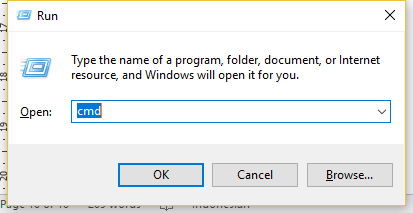 Run
Type the name of a program, folder, document, or Internet
resource, and Windows will open it for you.
Open: cmd
OK Cancel Browse...
Indonesian